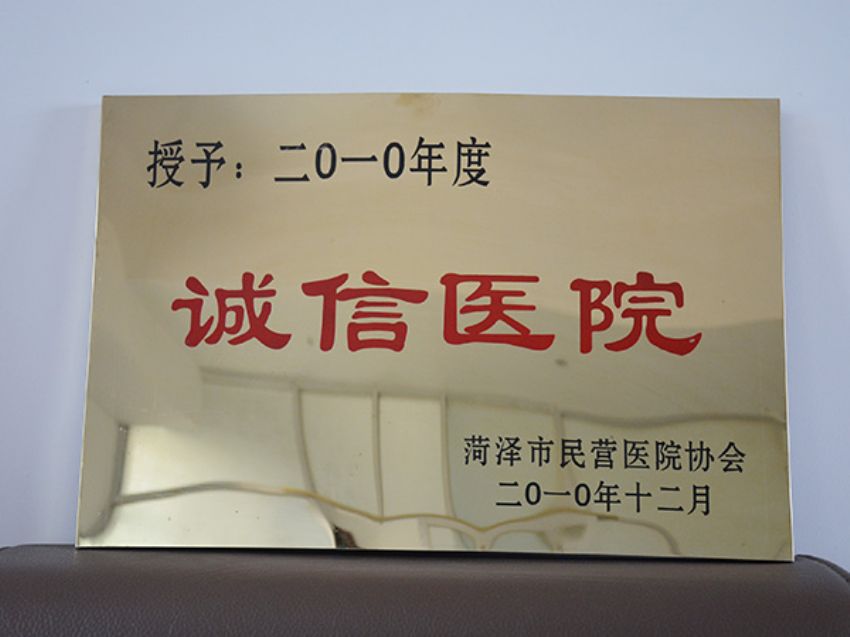 授予：二0一0年度
诚信医院
菏泽市民营医院协会
二0一0年十二月